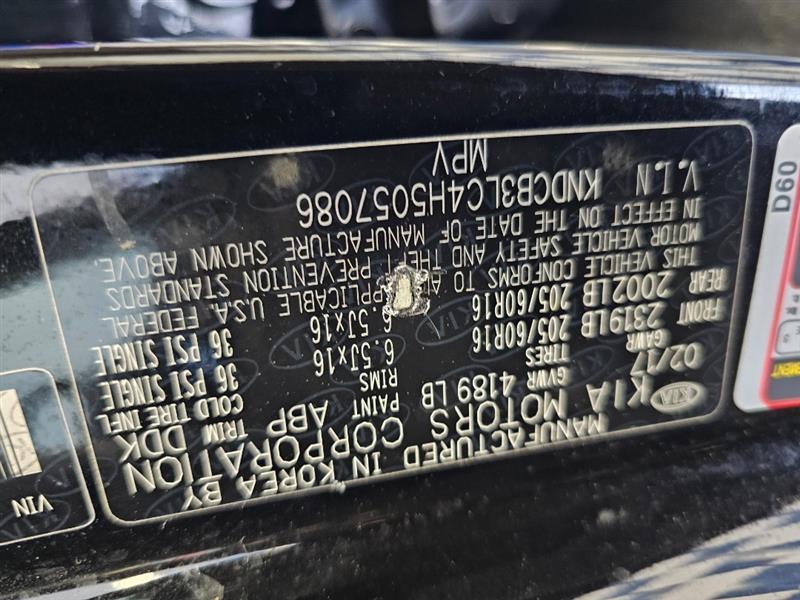 MANUFACTURED IN KOREA BY
KIA MOTORS CORPORATION
KIA
02/17 GVWR 4189 LB PAINT ABP TRIM DDK
GAWR TIRES RIMS COLD TIRE INFL
FRONT 2319LB 205/60R16 6.5Jx16 36 PSI SINGLE
REAR 2002LB 205/60R16 6.5Jx16 36 PSI SINGLE
THIS VEHICLE CONFORMS TO ALL APPLICABLE U.S.A. FEDERAL
MOTOR VEHICLE SAFETY AND THEFT PREVENTION STANDARDS
IN EFFECT ON THE DATE OF MANUFACTURE SHOWN ABOVE.
V.I.N KNDCB3LC4H5057086
MPV
VIN
D60